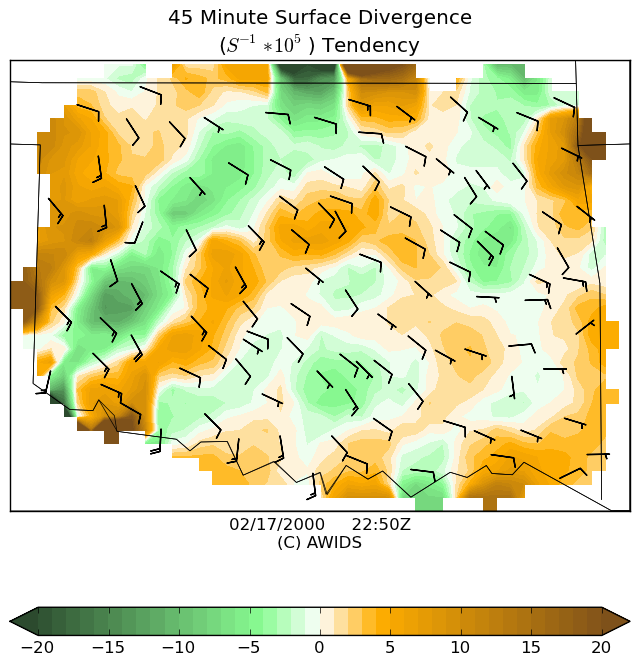 45 Minute Surface Divergence
(S⁻¹ * 10⁵ ) Tendency
02/17/2000 22:50Z
(C) AWIDS
−20 −15 −10 −5 0 5 10 15 20